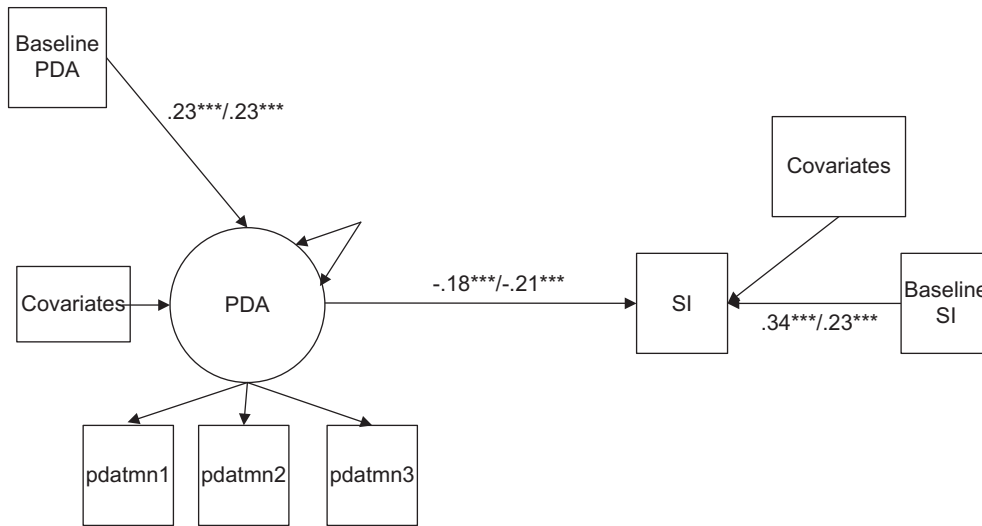 Baseline
PDA
.23***/.23***
Covariates
Covariates
PDA
-.18***/-.21***
SI
Baseline
SI
.34***/.23***
pdatmn1
pdatmn2
pdatmn3